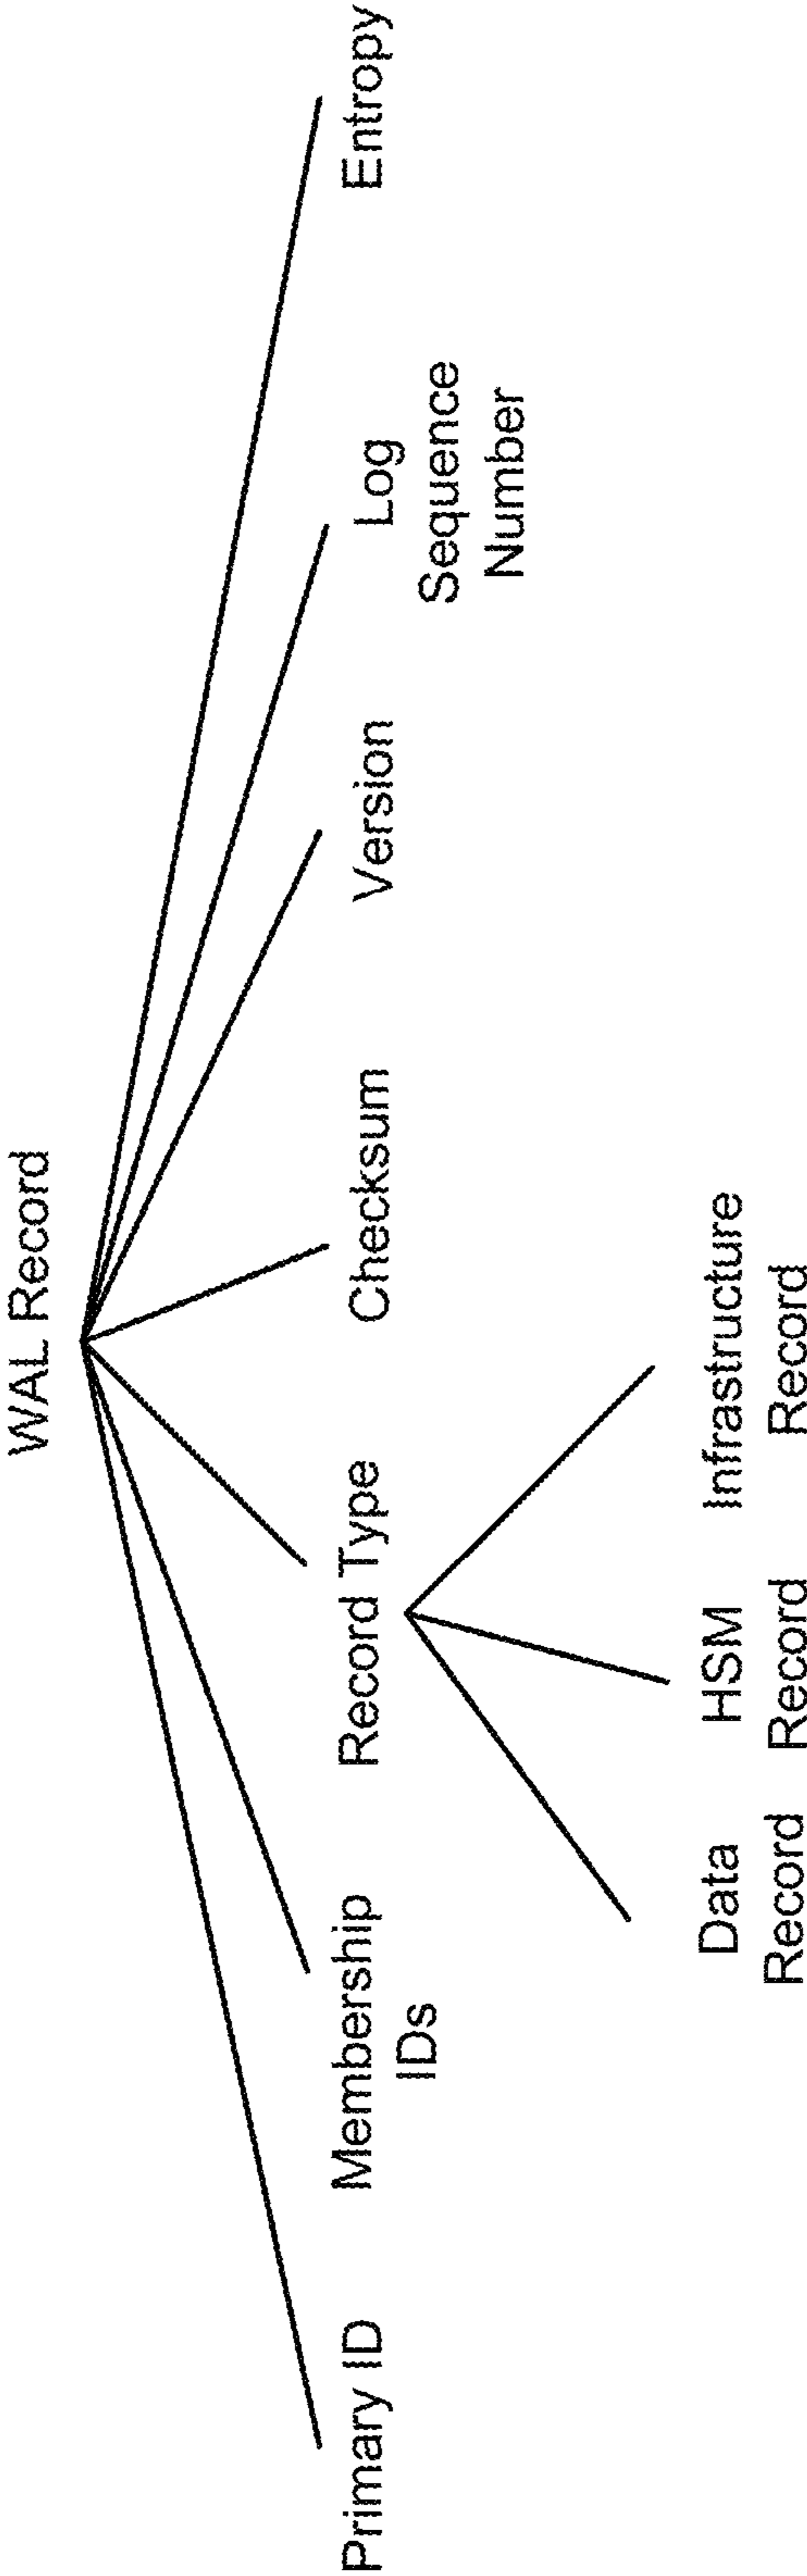 WAL Record
Primary ID
Membership
IDs
Record Type
Checksum
Version
Log
Sequence
Number
Entropy
Data
Record
HSM
Record
Infrastructure
Record